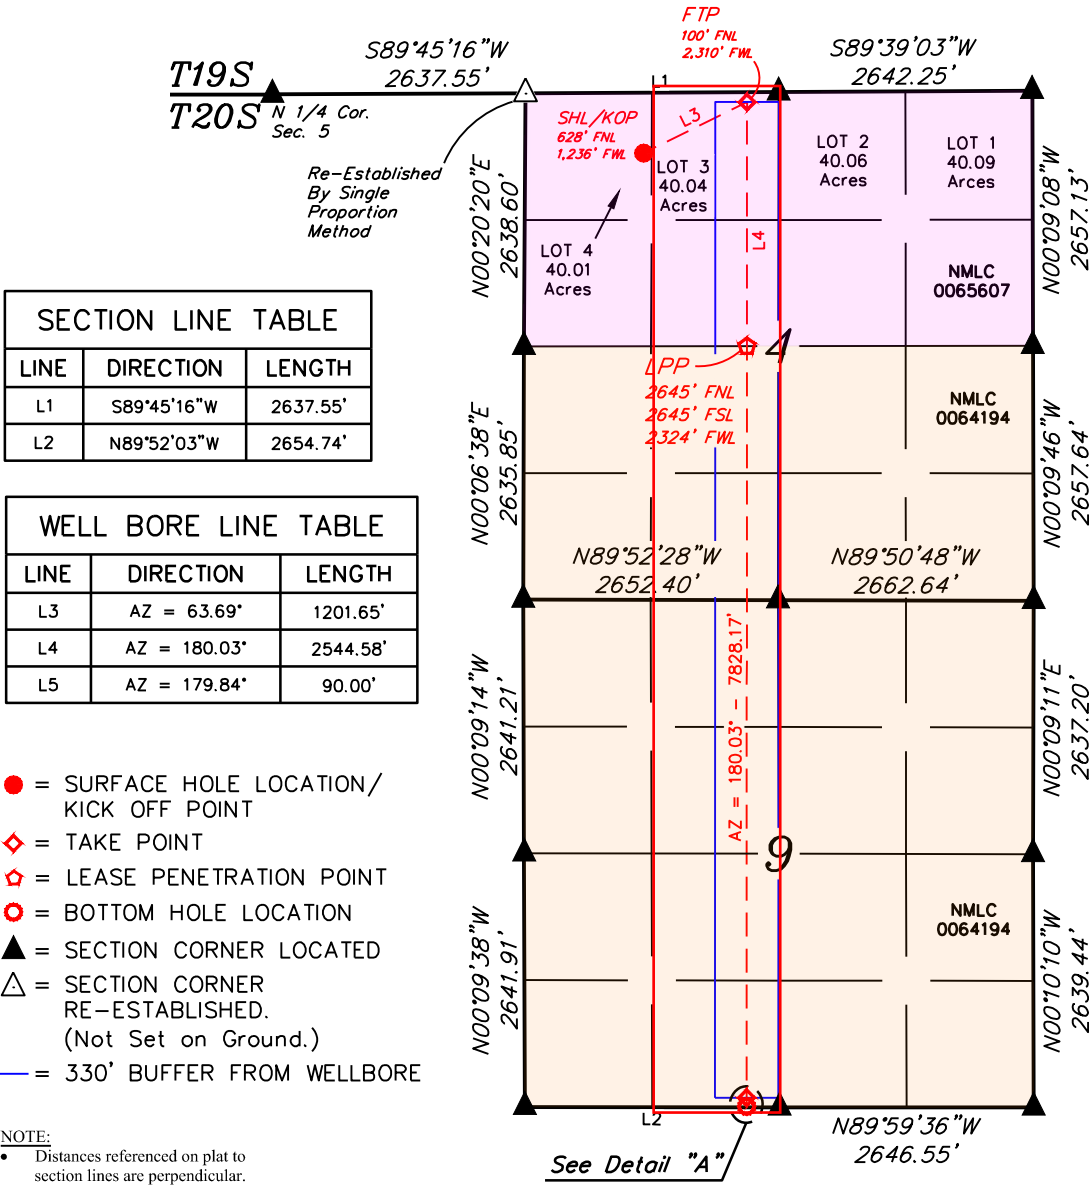 FTP
100' FNL
2,310' FWL
S89°45'16"W
2637.55'
S89°39'03"W
2642.25'
T19S
T20S
N 1/4 Cor.
Sec. 5
L1
SHL/KOP
628' FNL
1,236' FWL
L3
Re-Established
By Single
Proportion
Method
N00°20'20"E
2638.60'
LOT 3
40.04
Acres
LOT 2
40.06
Acres
LOT 1
40.09
Arces
N00°09'08"W
2657.13'
LOT 4
40.01
Acres
L4
NMLC
0065607
SECTION LINE TABLE
LINE DIRECTION LENGTH
L1 S89°45'16"W 2637.55'
L2 N89°52'03"W 2654.74'
4
LPP
2645' FNL
2645' FSL
2324' FWL
NMLC
0064194
N00°06'38"E
2635.85'
N00°09'46"W
2657.64'
WELL BORE LINE TABLE
LINE DIRECTION LENGTH
L3 AZ = 63.69° 1201.65'
L4 AZ = 180.03° 2544.58'
L5 AZ = 179.84° 90.00'
N89°52'28"W
2652.40'
N89°50'48"W
2662.64'
N00°09'14"W
2641.21'
AZ = 180.03° - 7828.17'
N00°09'11"E
2637.20'
9
= SURFACE HOLE LOCATION/
KICK OFF POINT
= TAKE POINT
= LEASE PENETRATION POINT
= BOTTOM HOLE LOCATION
= SECTION CORNER LOCATED
= SECTION CORNER
RE-ESTABLISHED.
(Not Set on Ground.)
= 330' BUFFER FROM WELLBORE
NMLC
0064194
N00°09'38"W
2641.91'
N00°10'10"W
2639.44'
L2
N89°59'36"W
2646.55'
See Detail "A"
NOTE:
• Distances referenced on plat to
section lines are perpendicular.